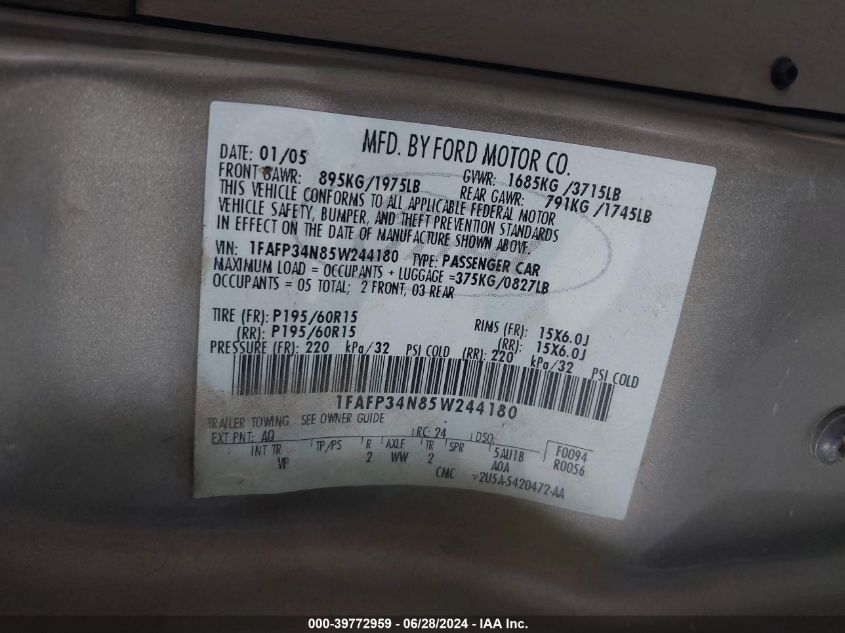 MFD. BY FORD MOTOR CO.
DATE: 01/05 GVWR: 1685KG /3715LB
FRONT GAWR: 895KG/1975LB REAR GAWR: 791KG /1745LB
THIS VEHICLE CONFORMS TO ALL APPLICABLE FEDERAL MOTOR
VEHICLE SAFETY, BUMPER, AND THEFT PREVENTION STANDARDS
IN EFFECT ON THE DATE OF MANUFACTURE SHOWN ABOVE.
VIN: 1FAFP34N85W244180 TYPE: PASSENGER CAR
MAXIMUM LOAD = OCCUPANTS + LUGGAGE =375KG/0827LB
OCCUPANTS = 05 TOTAL; 2 FRONT, 03 REAR
TIRE (FR): P195/60R15 RIMS (FR): 15X6.0J
(RR): P195/60R15 (RR): 15X6.0J
PRESSURE (FR): 220 kPa/32 PSI COLD (RR): 220 kPa/32 PSI COLD
1FAFP34N85W244180
TRAILER TOWING: SEE OWNER GUIDE
EXT PNT: AQ RC: 24 DSO: F0094
INT TR TP/PS R AXLE TR SPR 5AU1B R0056
VP 2 WW 2 A0A
CMC 2U5A-5420472-AA
000-39772959 - 06/28/2024 - IAA Inc.